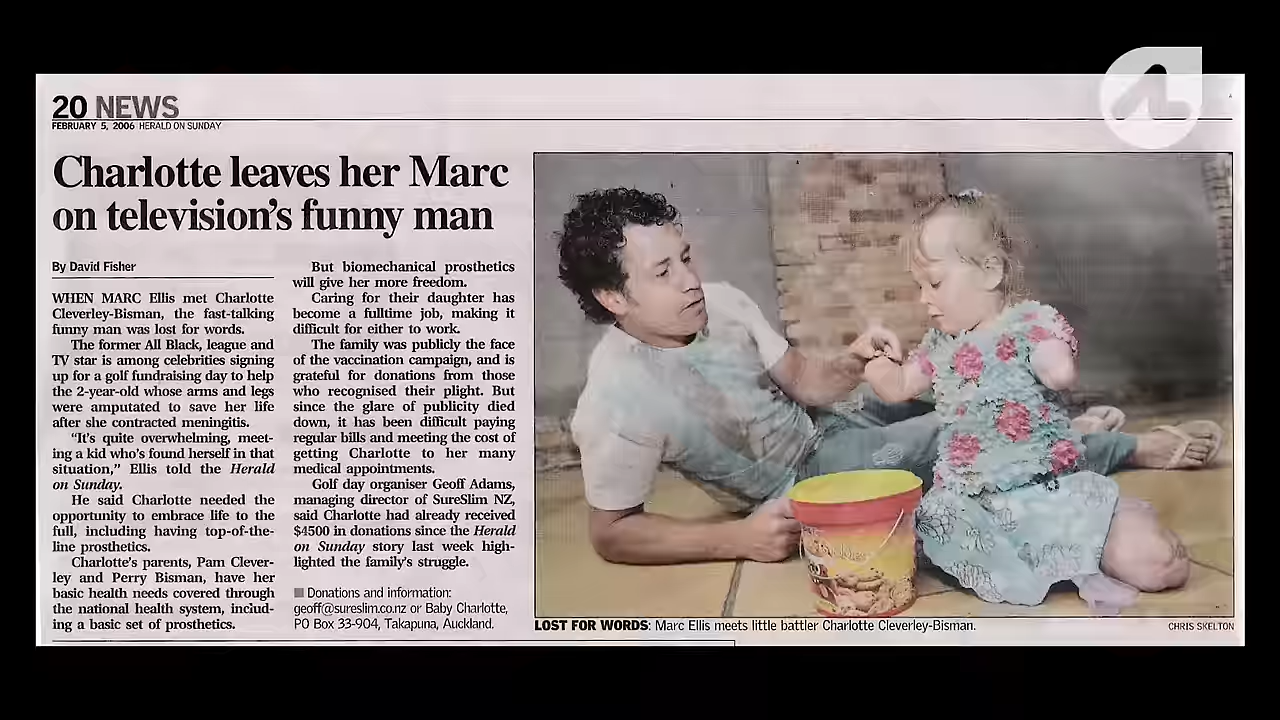 20 NEWS
FEBRUARY 5, 2006 HERALD ON SUNDAY
Charlotte leaves her Marc
on television's funny man
By David Fisher
WHEN MARC Ellis met Charlotte
Cleverley-Bisman, the fast-talking
funny man was lost for words.
The former All Black, league and
TV star is among celebrities signing
up for a golf fundraising day to help
the 2-year-old whose arms and legs
were amputated to save her life
after she contracted meningitis.
“It's quite overwhelming, meet-
ing a kid who's found herself in that
situation,” Ellis told the Herald
on Sunday.
He said Charlotte needed the
opportunity to embrace life to the
full, including having top-of-the-
line prosthetics.
Charlotte's parents, Pam Clever-
ley and Perry Bisman, have her
basic health needs covered through
the national health system, includ-
ing a basic set of prosthetics.
But biomechanical prosthetics
will give her more freedom.
Caring for their daughter has
become a fulltime job, making it
difficult for either to work.
The family was publicly the face
of the vaccination campaign, and is
grateful for donations from those
who recognised their plight. But
since the glare of publicity died
down, it has been difficult paying
regular bills and meeting the cost of
getting Charlotte to her many
medical appointments.
Golf day organiser Geoff Adams,
managing director of SureSlim NZ,
said Charlotte had already received
$4500 in donations since the Herald
on Sunday story last week high-
lighted the family's struggle.
■ Donations and information:
geoff@sureslim.co.nz or Baby Charlotte,
PO Box 33-904, Takapuna, Auckland.
LOST FOR WORDS: Marc Ellis meets little battler Charlotte Cleverley-Bisman.
CHRIS SKELTON